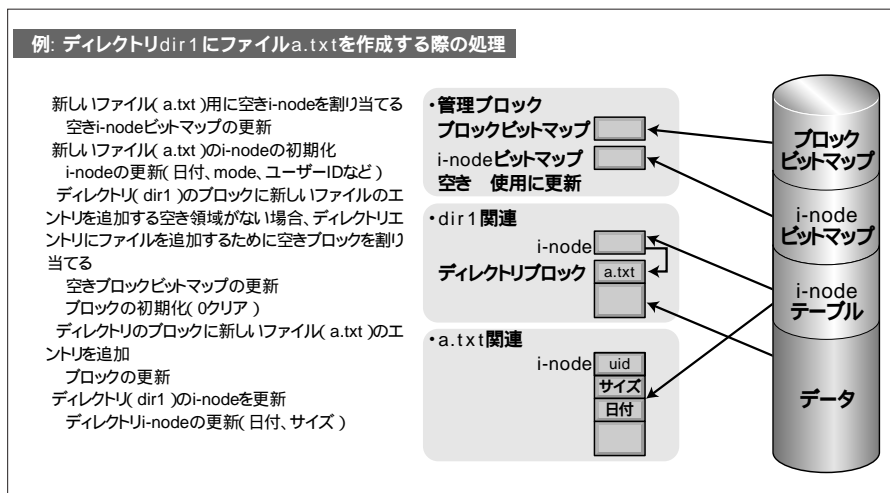 例: ディレクトリdir1にファイルa.txtを作成する際の処理
新しいファイル( a.txt )用に空きi-nodeを割り当てる
空きi-nodeビットマップの更新
新しいファイル( a.txt )のi-nodeの初期化
i-nodeの更新( 日付、mode、ユーザーIDなど )
ディレクトリ( dir1 )のブロックに新しいファイルのエ
ントリを追加する空き領域がない場合、ディレクトリエ
ントリにファイルを追加するために空きブロックを割り
当てる
空きブロックビットマップの更新
ブロックの初期化( 0クリア )
ディレクトリのブロックに新しいファイル( a.txt )のエ
ントリを追加
ブロックの更新
ディレクトリ( dir1 )のi-nodeを更新
ディレクトリi-nodeの更新( 日付、サイズ )
・管理ブロック
ブロックビットマップ
i-nodeビットマップ
空き 使用に更新
・dir1関連
i-node
ディレクトリブロック a.txt
・a.txt関連
i-node uid
サイズ
日付
ブロック
ビットマップ
i-node
ビットマップ
i-node
テーブル
データ